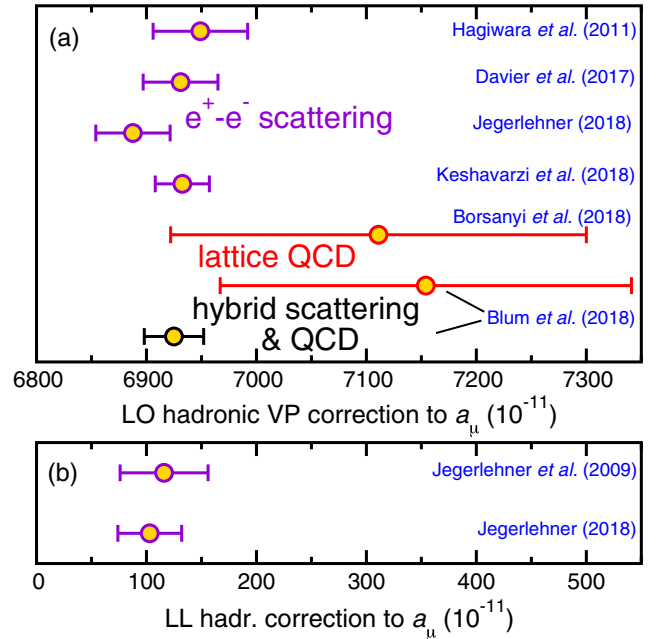 (a)
Hagiwara et al. (2011)
Davier et al. (2017)
e⁺-e⁻ scattering
Jegerlehner (2018)
Keshavarzi et al. (2018)
Borsanyi et al. (2018)
lattice QCD
hybrid scattering
& QCD
Blum et al. (2018)
6800 6900 7000 7100 7200 7300
LO hadronic VP correction to aμ (10⁻¹¹)
(b)
Jegerlehner et al. (2009)
Jegerlehner (2018)
0 100 200 300 400 500
LL hadr. correction to aμ (10⁻¹¹)